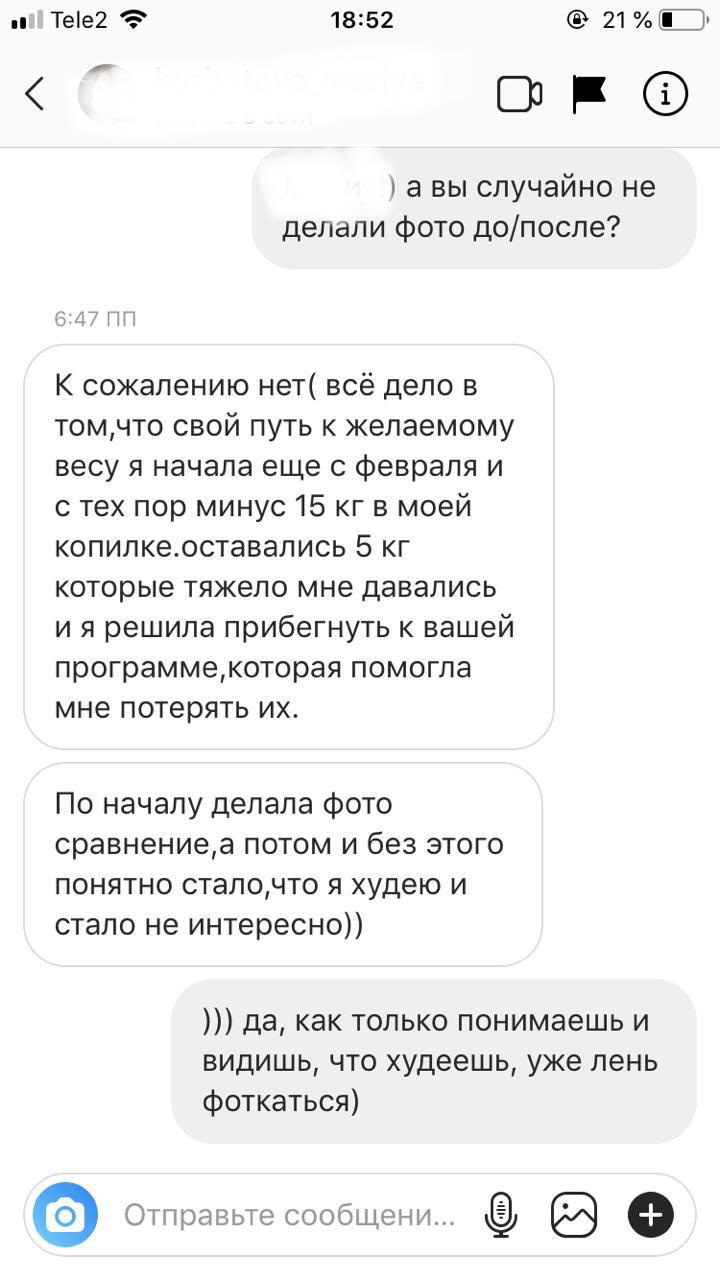 Tele2
18:52
21 %
) а вы случайно не
делали фото до/после?
6:47 ПП
К сожалению нет( всё дело в
том,что свой путь к желаемому
весу я начала еще с февраля и
с тех пор минус 15 кг в моей
копилке.оставались 5 кг
которые тяжело мне давались
и я решила прибегнуть к вашей
программе,которая помогла
мне потерять их.
По началу делала фото
сравнение,а потом и без этого
понятно стало,что я худею и
стало не интересно))
))) да, как только понимаешь и
видишь, что худеешь, уже лень
фоткаться)
Отправьте сообщени...